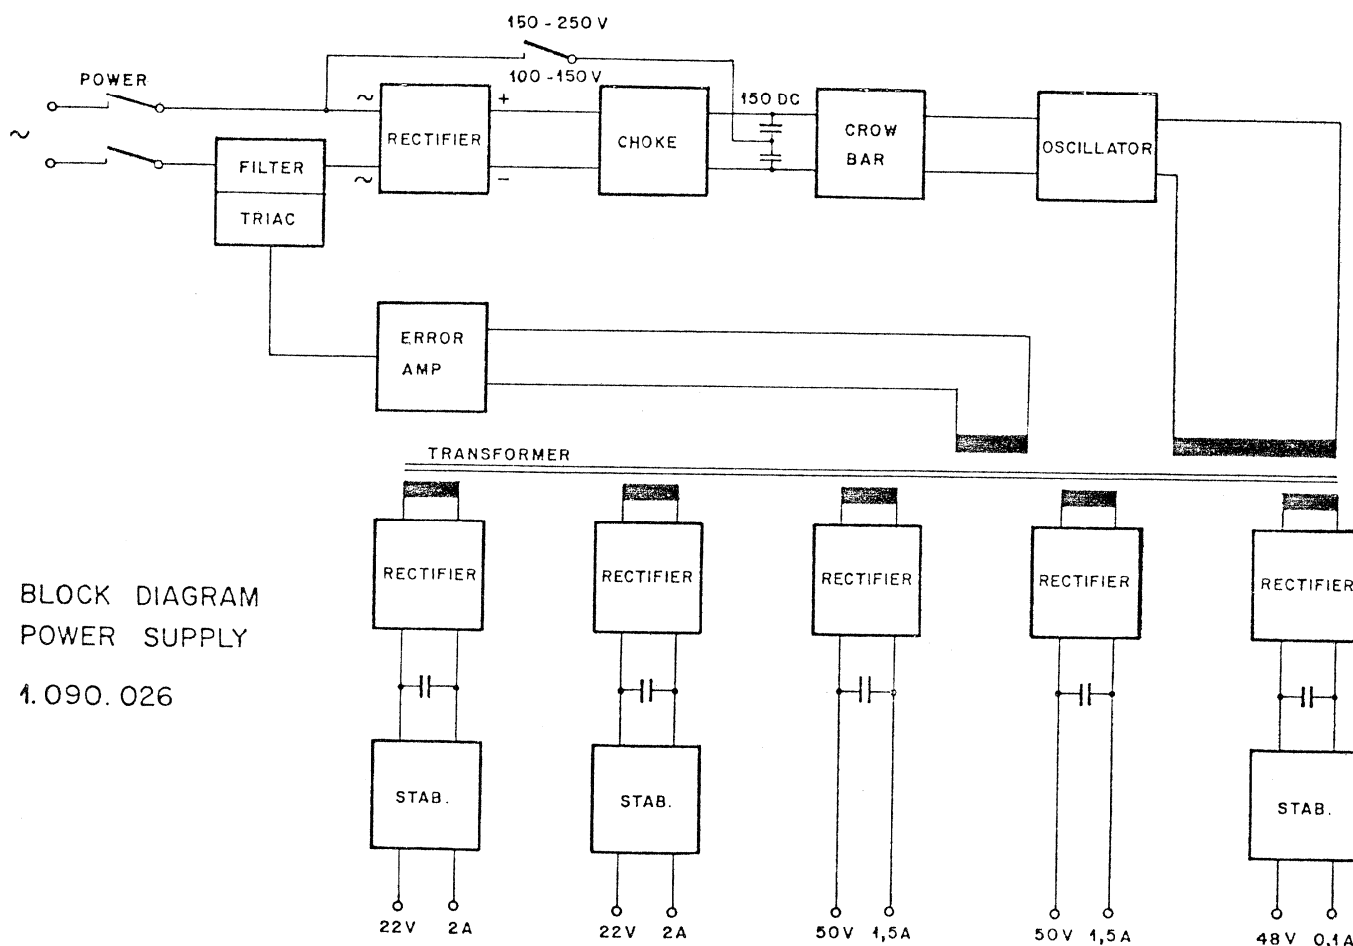 150 - 250 V
POWER
100 - 150 V
~
+
150 DC
~
RECTIFIER
CHOKE
CROW
BAR
OSCILLATOR
FILTER
~
-
TRIAC
ERROR
AMP
TRANSFORMER
RECTIFIER
RECTIFIER
RECTIFIER
RECTIFIER
RECTIFIER
BLOCK DIAGRAM
POWER SUPPLY
1.090.026
STAB.
STAB.
STAB.
22V 2A
22V 2A
50V 1,5A
50V 1,5A
48V 0,1A